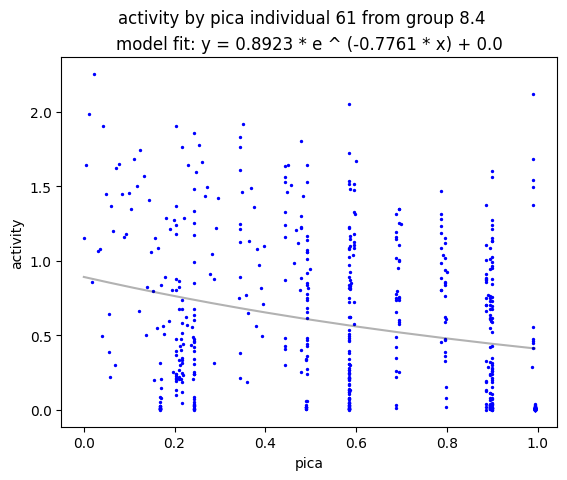 activity by pica individual 61 from group 8.4
model fit: y = 0.8923 * e ^ (-0.7761 * x) + 0.0
activity
2.0
1.5
1.0
0.5
0.0
0.0 0.2 0.4 0.6 0.8 1.0
pica